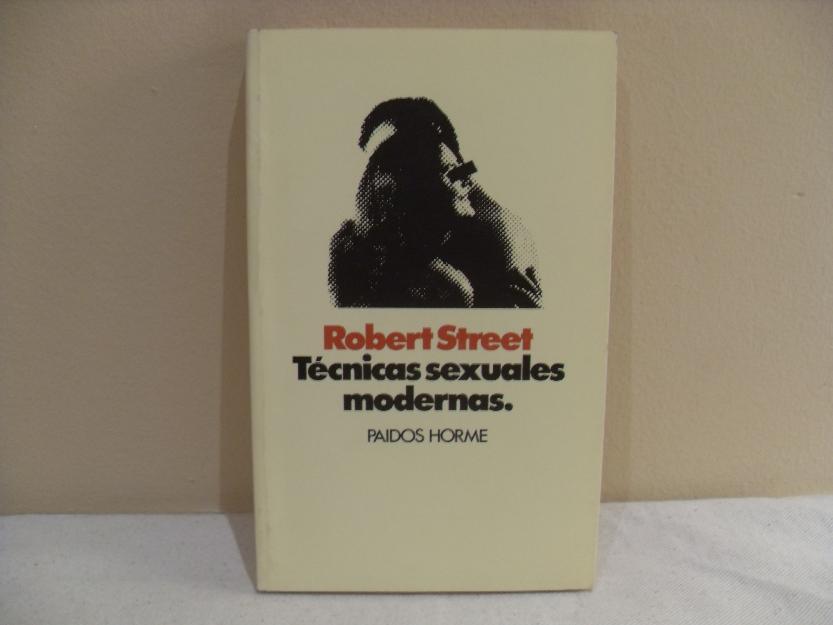 Robert Street
Técnicas sexuales
modernas.
PAIDOS HORME